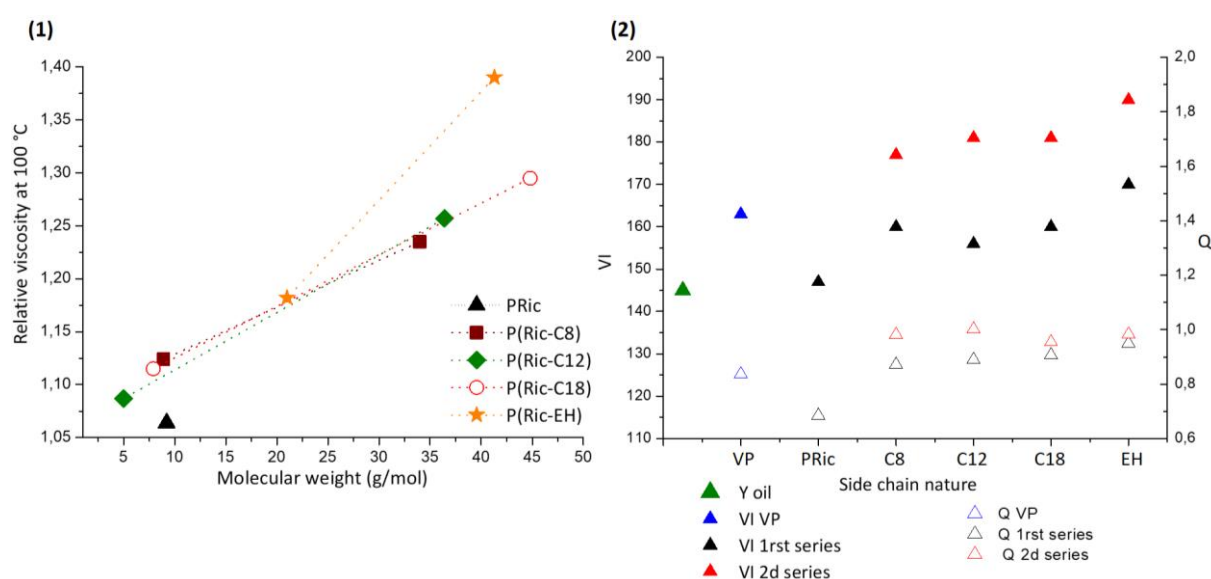 (1)
1,40
1,35
1,30
1,25
1,20
1,15
1,10
1,05
Relative viscosity at 100 °C
5 10 15 20 25 30 35 40 45 50
Molecular weight (g/mol)
PRic
P(Ric-C8)
P(Ric-C12)
P(Ric-C18)
P(Ric-EH)
(2)
200
190
180
170
160
150
140
130
120
110
VI
2,0
1,8
1,6
1,4
1,2
1,0
0,8
0,6
Q
VP PRic C8 C12 C18 EH
Side chain nature
Y oil
VI VP
VI 1rst series
VI 2d series
Q VP
Q 1rst series
Q 2d series